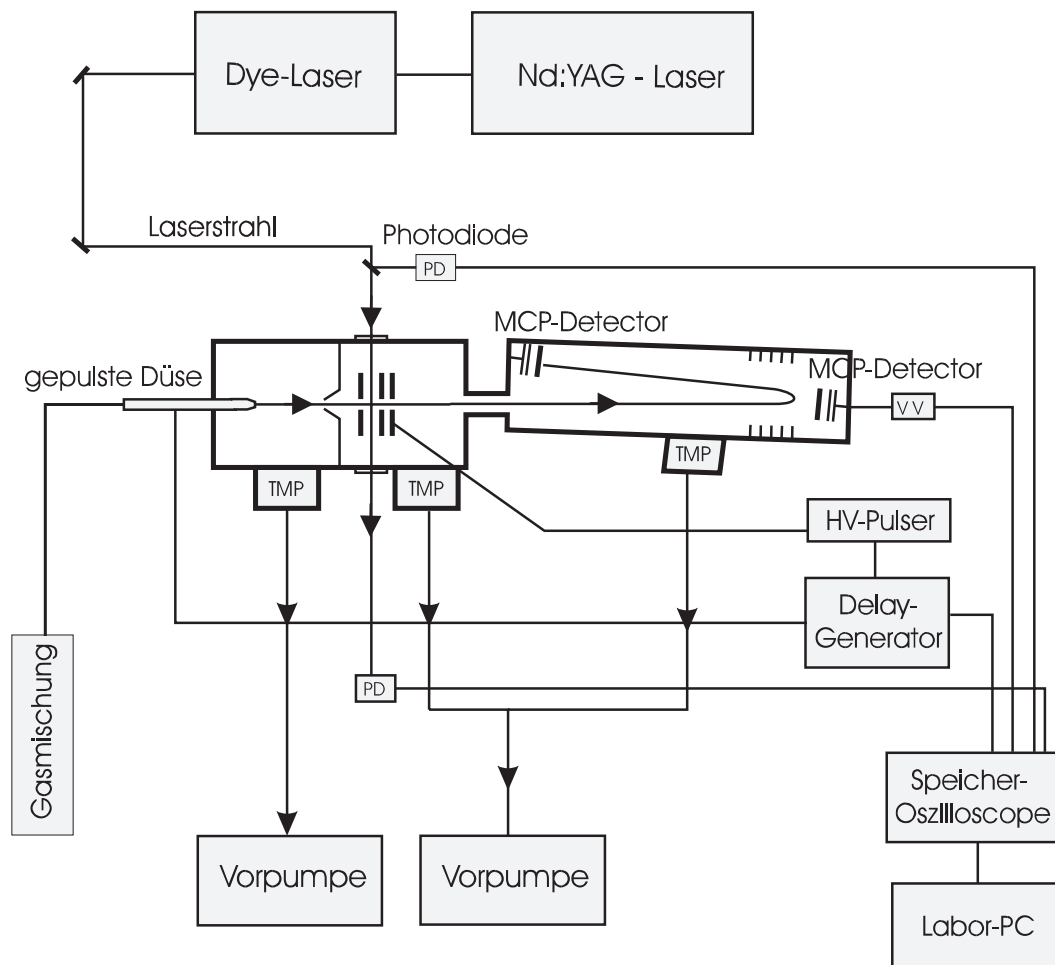 Dye-Laser
Nd:YAG - Laser
Laserstrahl
Photodiode
PD
MCP-Detector
MCP-Detector
gepulste Düse
V V
TMP
TMP
TMP
HV-Pulser
Delay-
Generator
Gasmischung
PD
Speicher-
Oszilloscope
Vorpumpe
Vorpumpe
Labor-PC